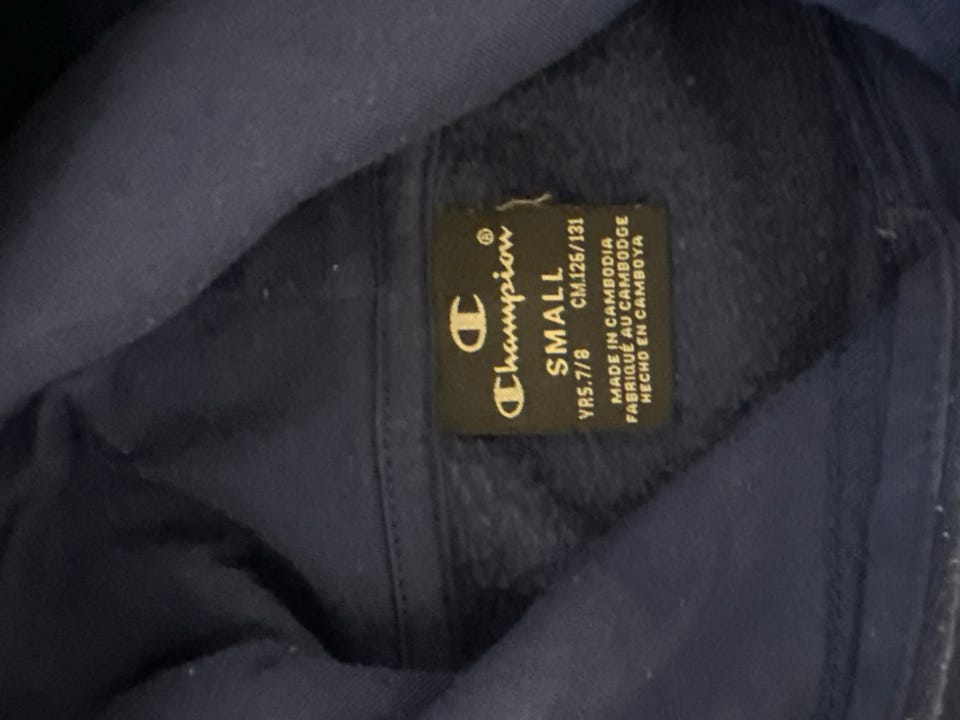 Champion®
SMALL
YRS.7/8 CM.126/131
MADE IN CAMBODIA
FABRIQUÉ AU CAMBODGE
HECHO EN CAMBOYA